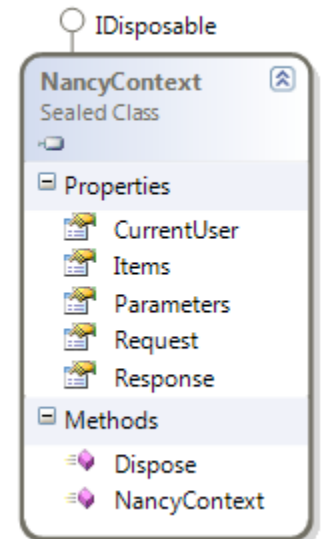 IDisposable
NancyContext
Sealed Class
Properties
CurrentUser
Items
Parameters
Request
Response
Methods
Dispose
NancyContext